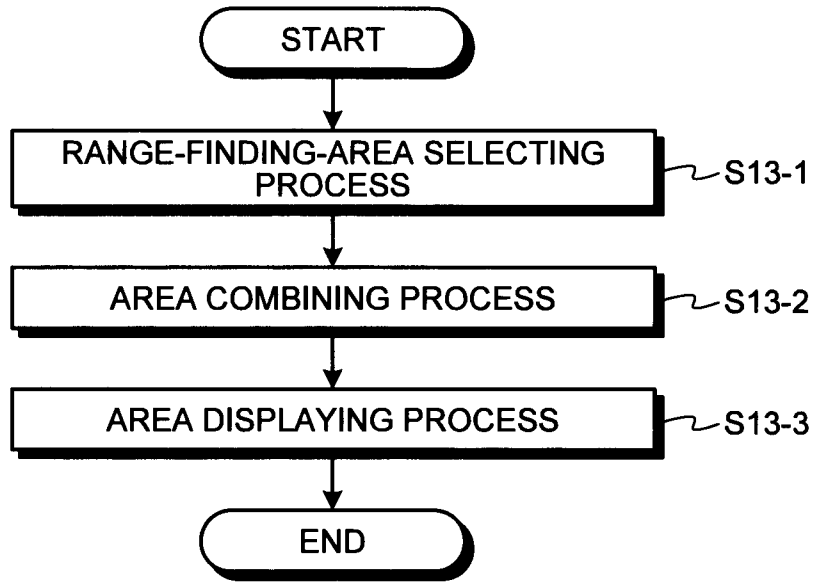 START
RANGE-FINDING-AREA SELECTING
PROCESS
S13-1
AREA COMBINING PROCESS
S13-2
AREA DISPLAYING PROCESS
S13-3
END